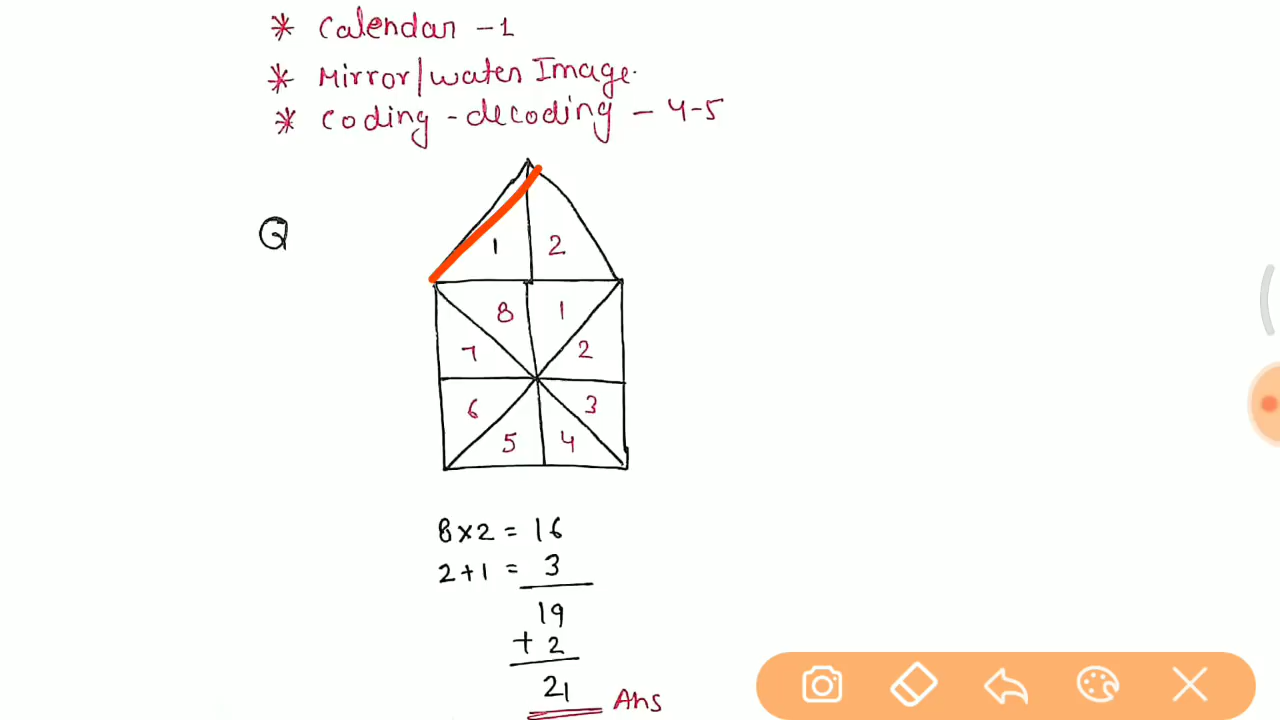 * Calendar - 1
* Mirror/water Image.
* Coding - decoding - 4-5
Q
1 2
8 1
7 2
6 3
5 4
8×2 = 16
2+1 = 3
19
+ 2
21 Ans